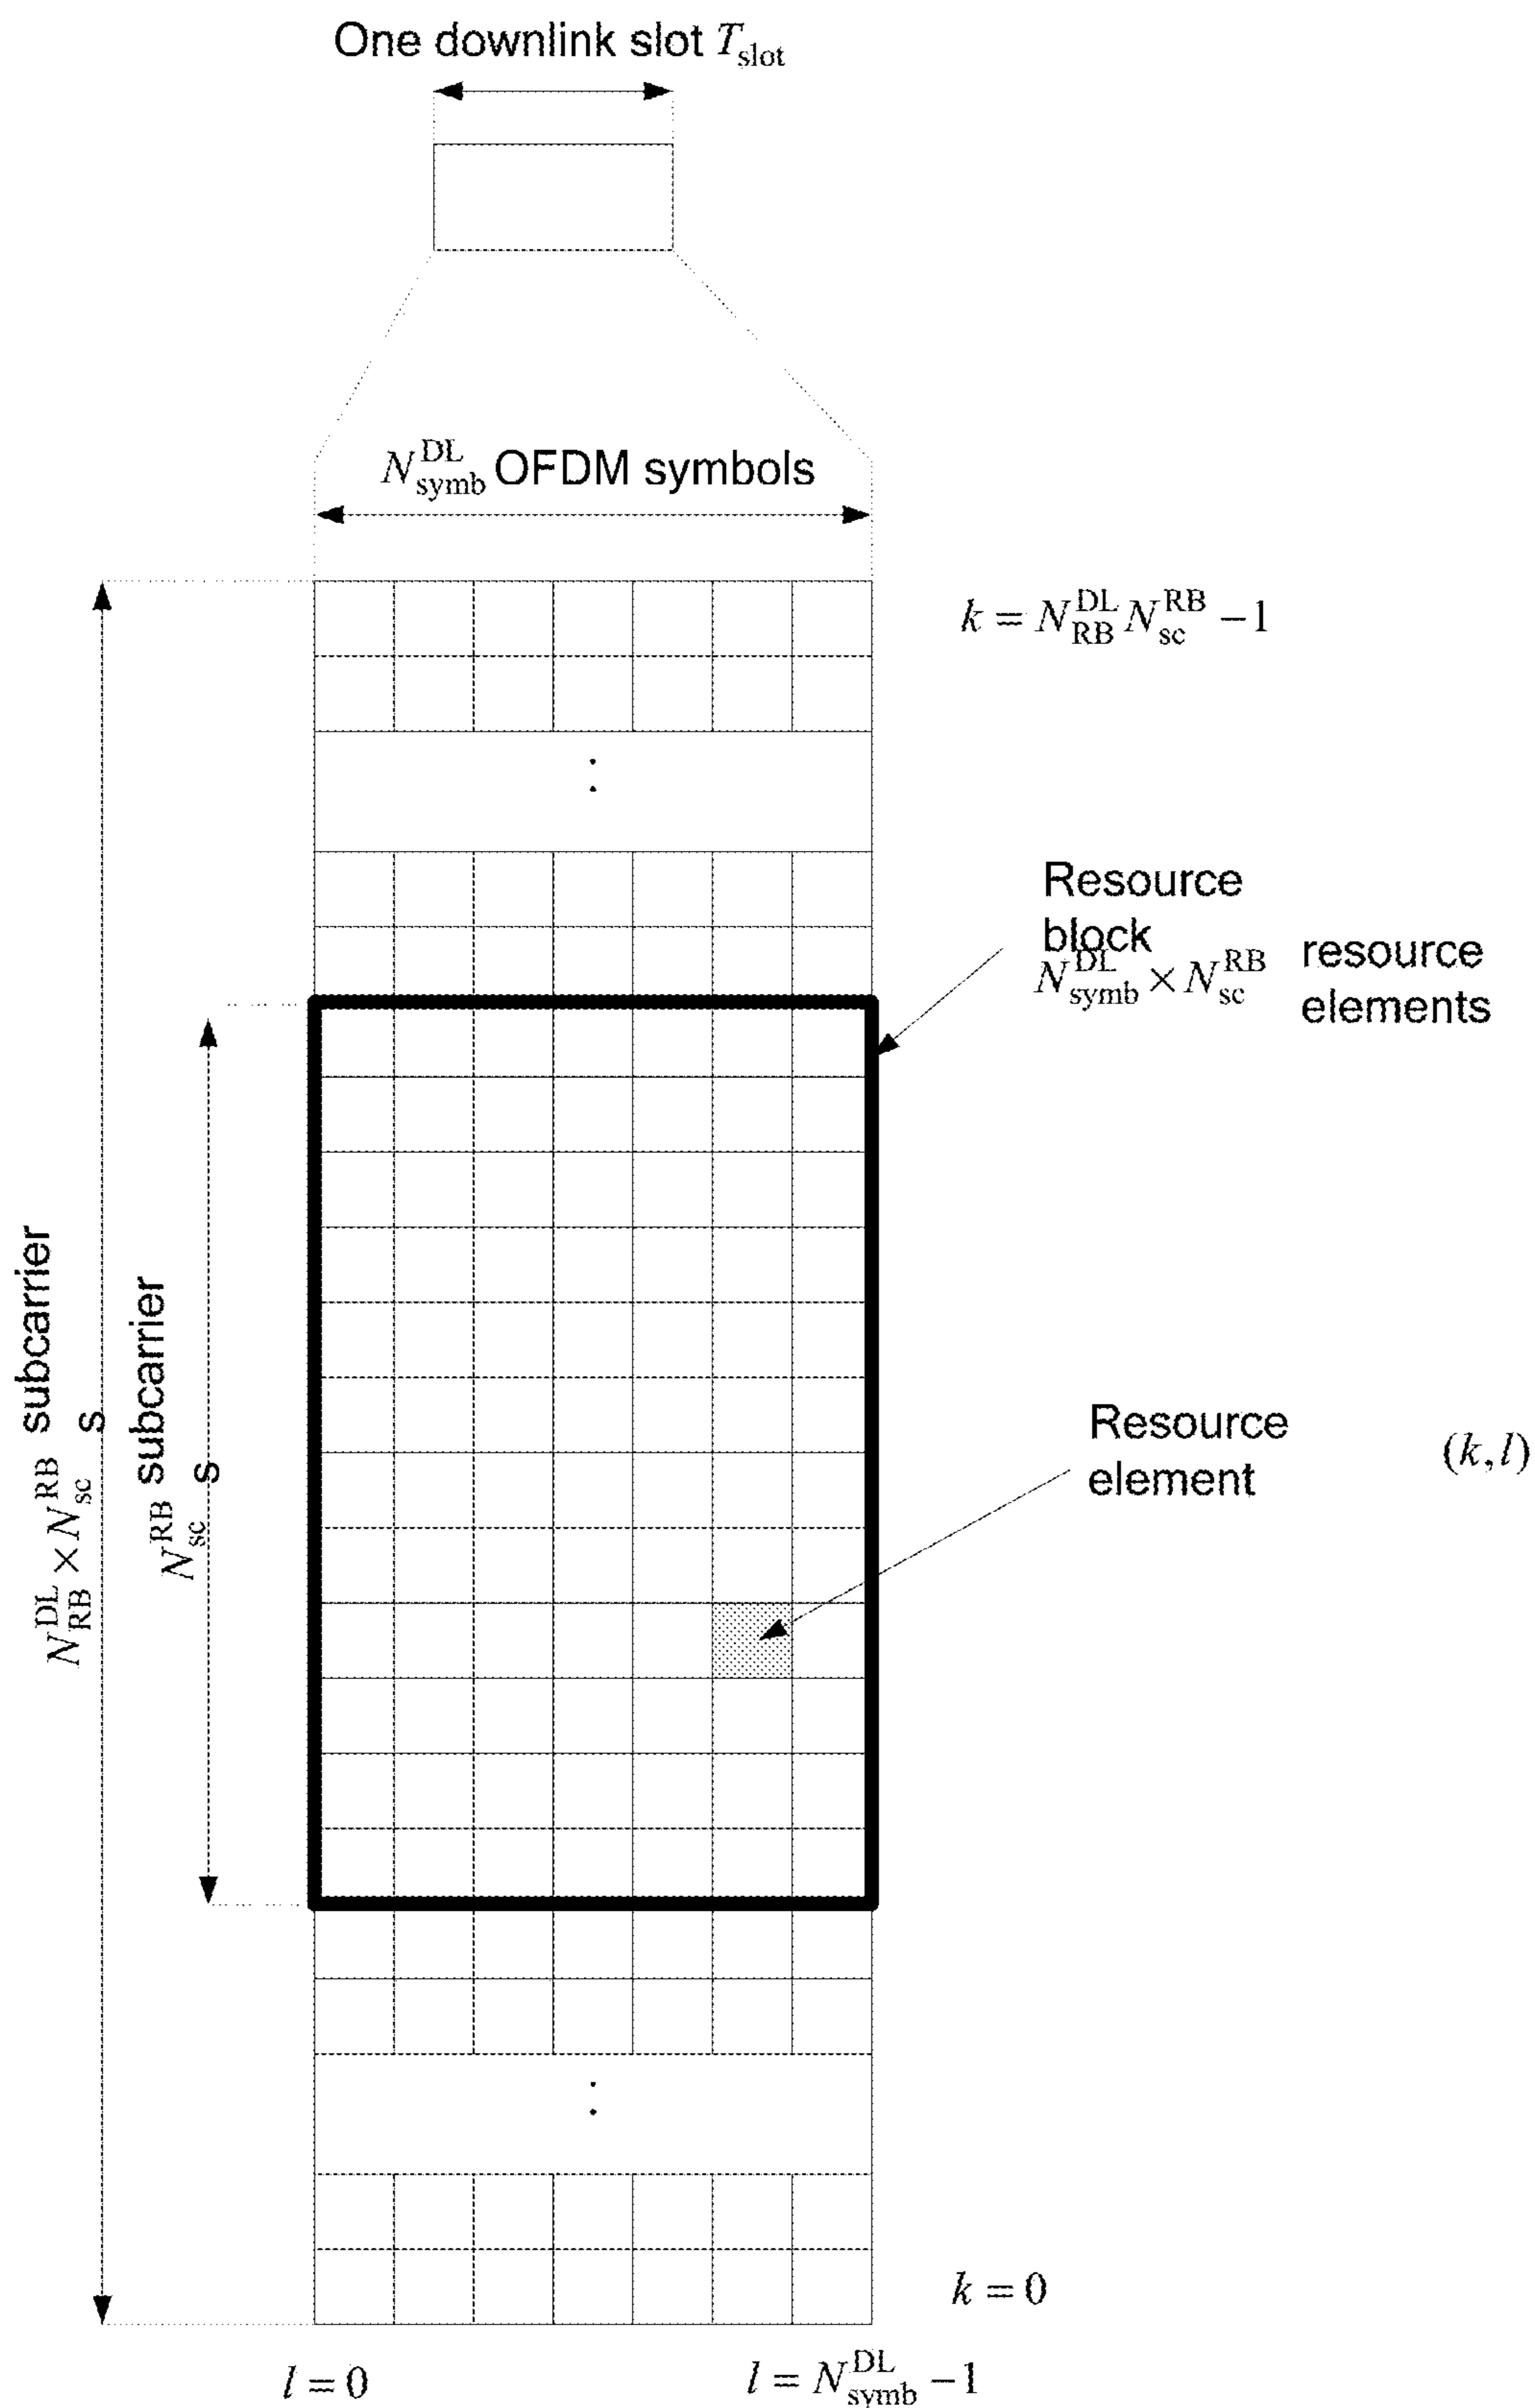 One downlink slot T_slot
N_symb^DL OFDM symbols
k = N_RB^DL N_sc^RB − 1
Resource
block
N_symb^DL × N_sc^RB
resource
elements
N_RB^DL × N_sc^RB subcarrier
s
N_sc^RB subcarrier
s
Resource
element
(k, l)
k = 0
l = 0
l = N_symb^DL − 1